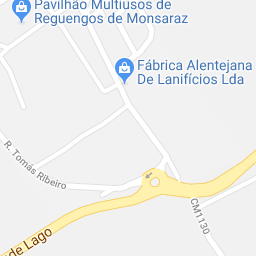 Pavilhão Multiusos de
Reguengos de Monsaraz
Fábrica Alentejana
De Lanifícios Lda
R. Tomás Ribeiro
CM1130
de Lago